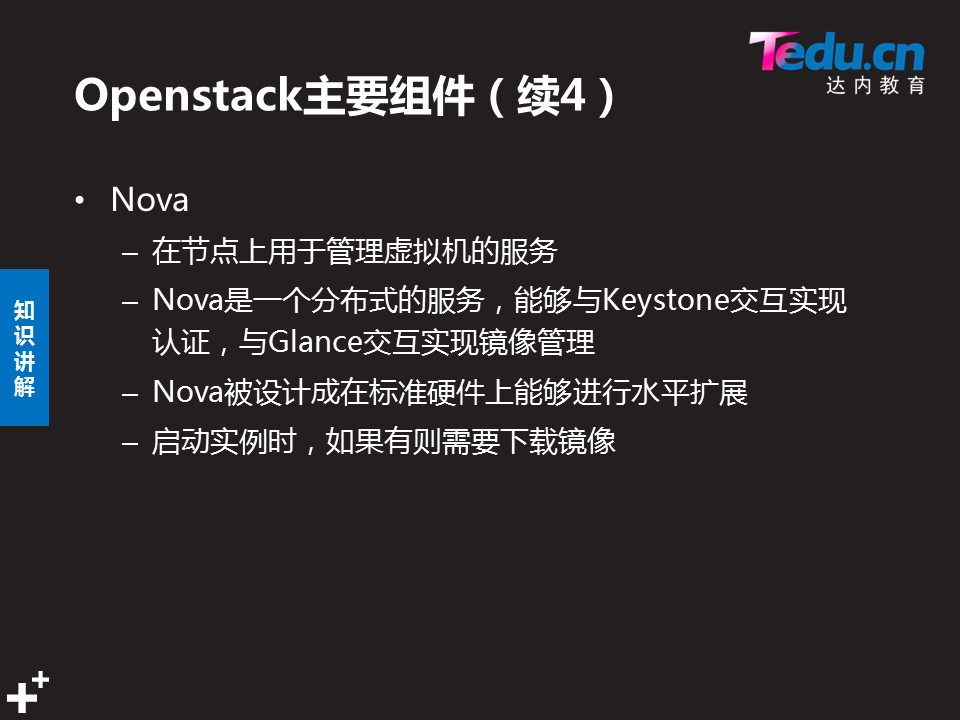 Tedu.cn
达内教育
Openstack主要组件（续4）
• Nova
– 在节点上用于管理虚拟机的服务
– Nova是一个分布式的服务，能够与Keystone交互实现
认证，与Glance交互实现镜像管理
– Nova被设计成在标准硬件上能够进行水平扩展
– 启动实例时，如果有则需要下载镜像
知
识
讲
解